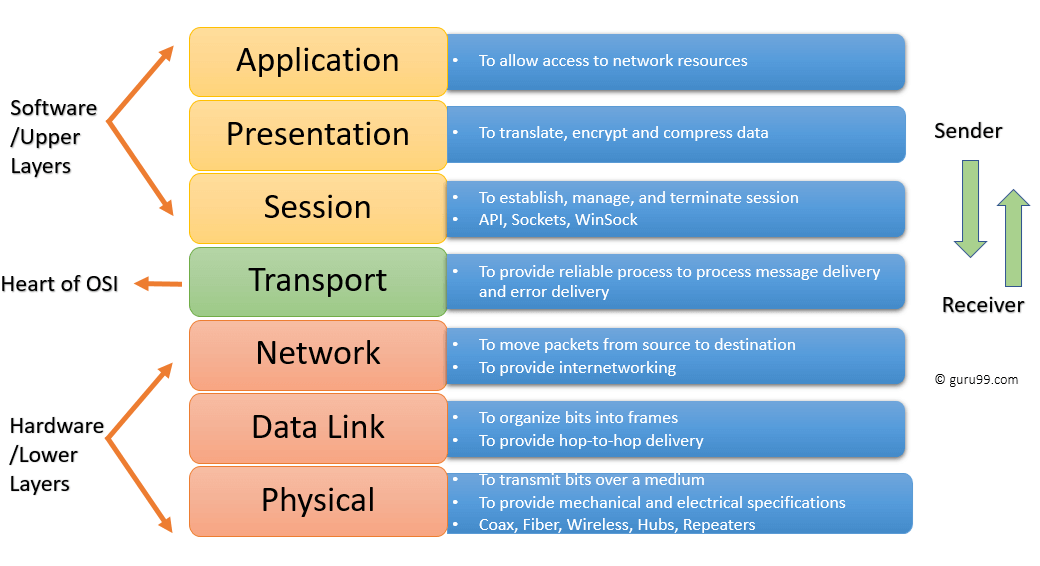 Software
/Upper
Layers
Application
To allow access to network resources
Presentation
To translate, encrypt and compress data
Session
To establish, manage, and terminate session
API, Sockets, WinSock
Heart of OSI
Transport
To provide reliable process to process message delivery
and error delivery
Hardware
/Lower
Layers
Network
To move packets from source to destination
To provide internetworking
Data Link
To organize bits into frames
To provide hop-to-hop delivery
Physical
To transmit bits over a medium
To provide mechanical and electrical specifications
Coax, Fiber, Wireless, Hubs, Repeaters
Sender
Receiver
© guru99.com